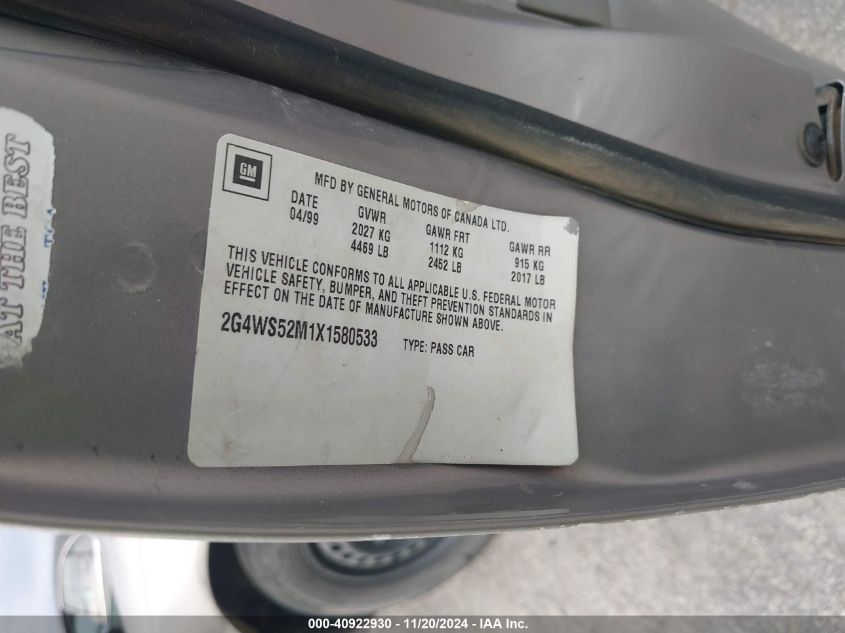 AT THE BEST
GM
MFD BY GENERAL MOTORS OF CANADA LTD.
DATE GVWR GAWR FRT GAWR RR
04/99 2027 KG 1112 KG 915 KG
4469 LB 2452 LB 2017 LB
THIS VEHICLE CONFORMS TO ALL APPLICABLE U.S. FEDERAL MOTOR
VEHICLE SAFETY, BUMPER, AND THEFT PREVENTION STANDARDS IN
EFFECT ON THE DATE OF MANUFACTURE SHOWN ABOVE.
2G4WS52M1X1580533 TYPE: PASS CAR
000-40922930 - 11/20/2024 - IAA Inc.